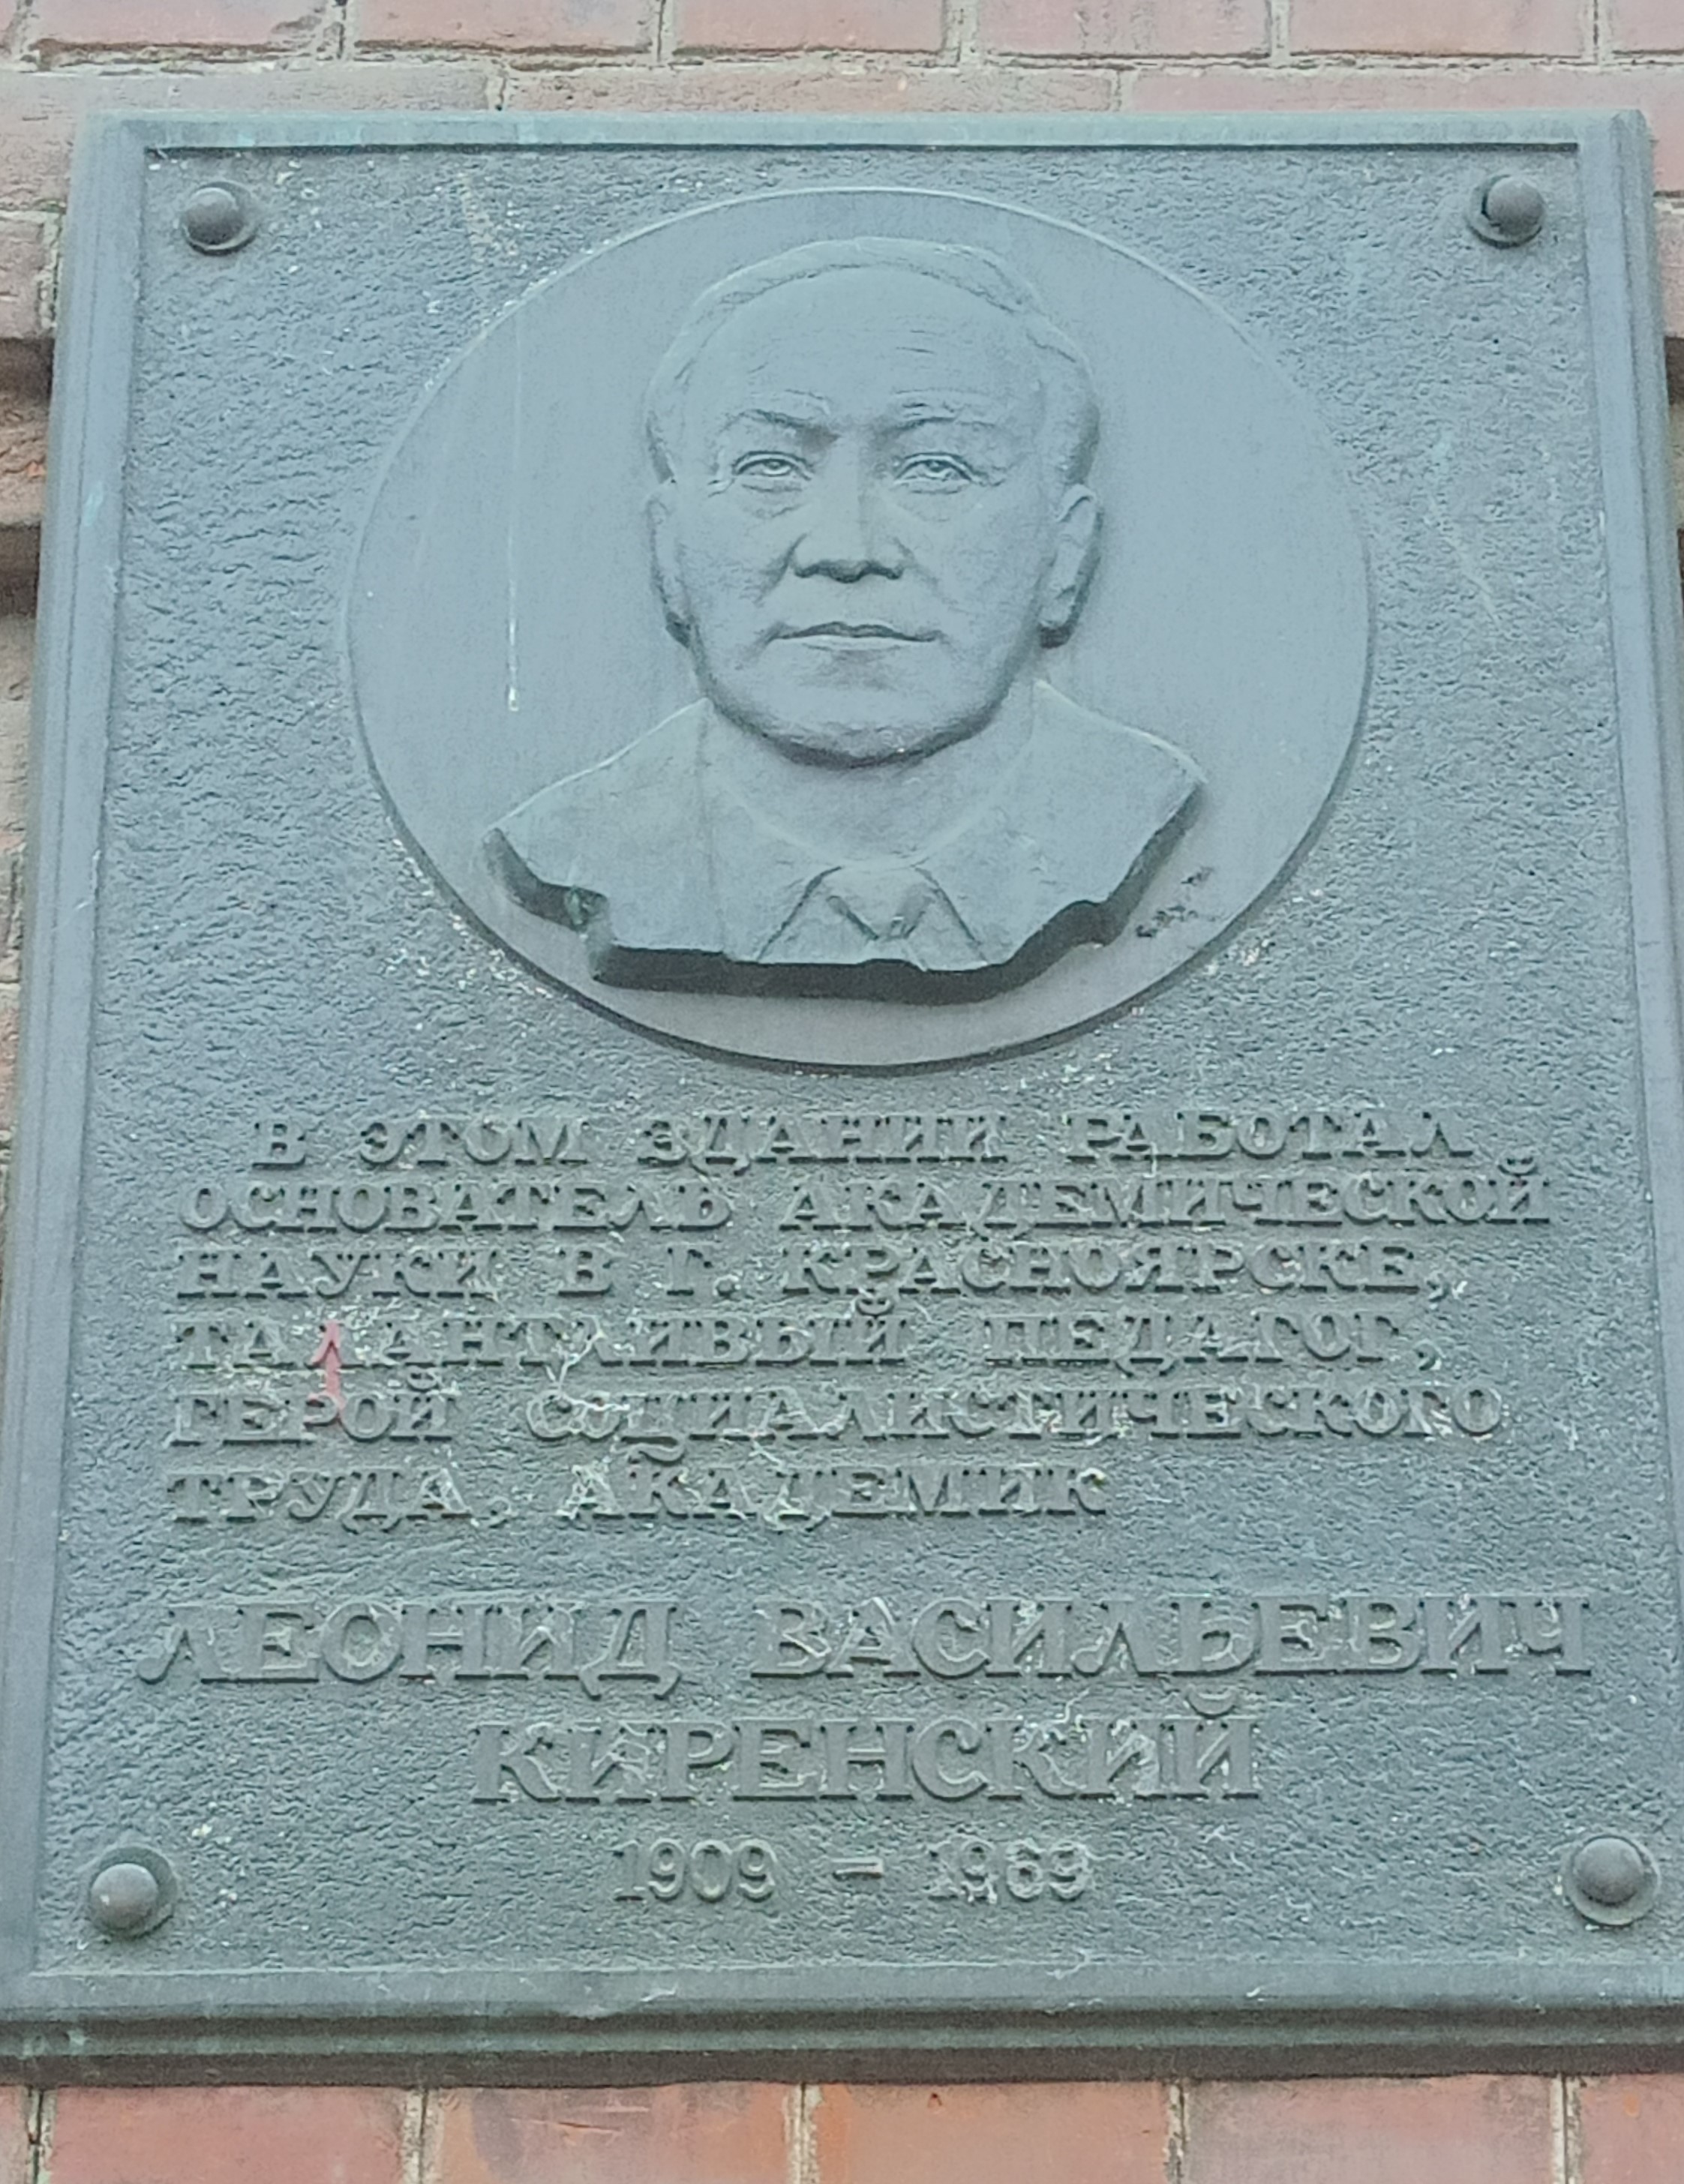 В ЭТОМ ЗДАНИИ РАБОТАЛ
ОСНОВАТЕЛЬ АКАДЕМИЧЕСКОЙ
НАУКИ В Г. КРАСНОЯРСКЕ,
ТАЛАНТЛИВЫЙ ПЕДАГОГ,
ГЕРОЙ СОЦИАЛИСТИЧЕСКОГО
ТРУДА, АКАДЕМИК
ЛЕОНИД ВАСИЛЬЕВИЧ
КИРЕНСКИЙ
1909 – 1969